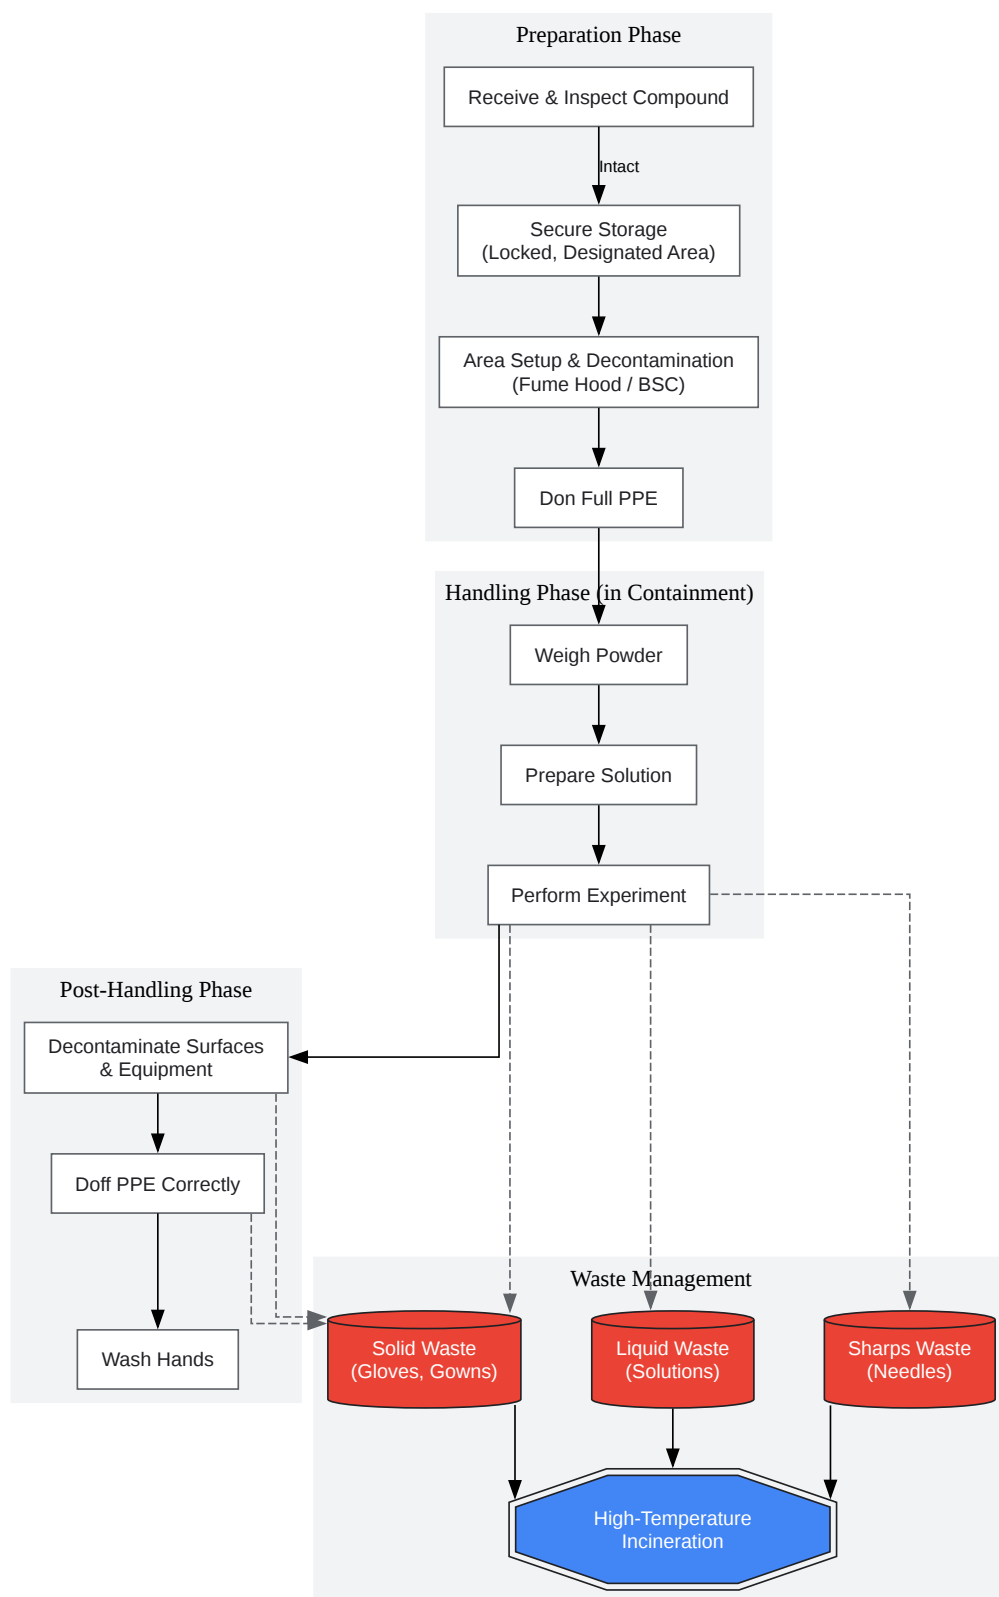 Preparation Phase
Receive & Inspect Compound
Intact
Secure Storage
(Locked, Designated Area)
Area Setup & Decontamination
(Fume Hood / BSC)
Don Full PPE
Handling Phase (in Containment)
Weigh Powder
Prepare Solution
Perform Experiment
Post-Handling Phase
Decontaminate Surfaces
& Equipment
Doff PPE Correctly
Wash Hands
Waste Management
Solid Waste
(Gloves, Gowns)
Liquid Waste
(Solutions)
Sharps Waste
(Needles)
High-Temperature
Incineration